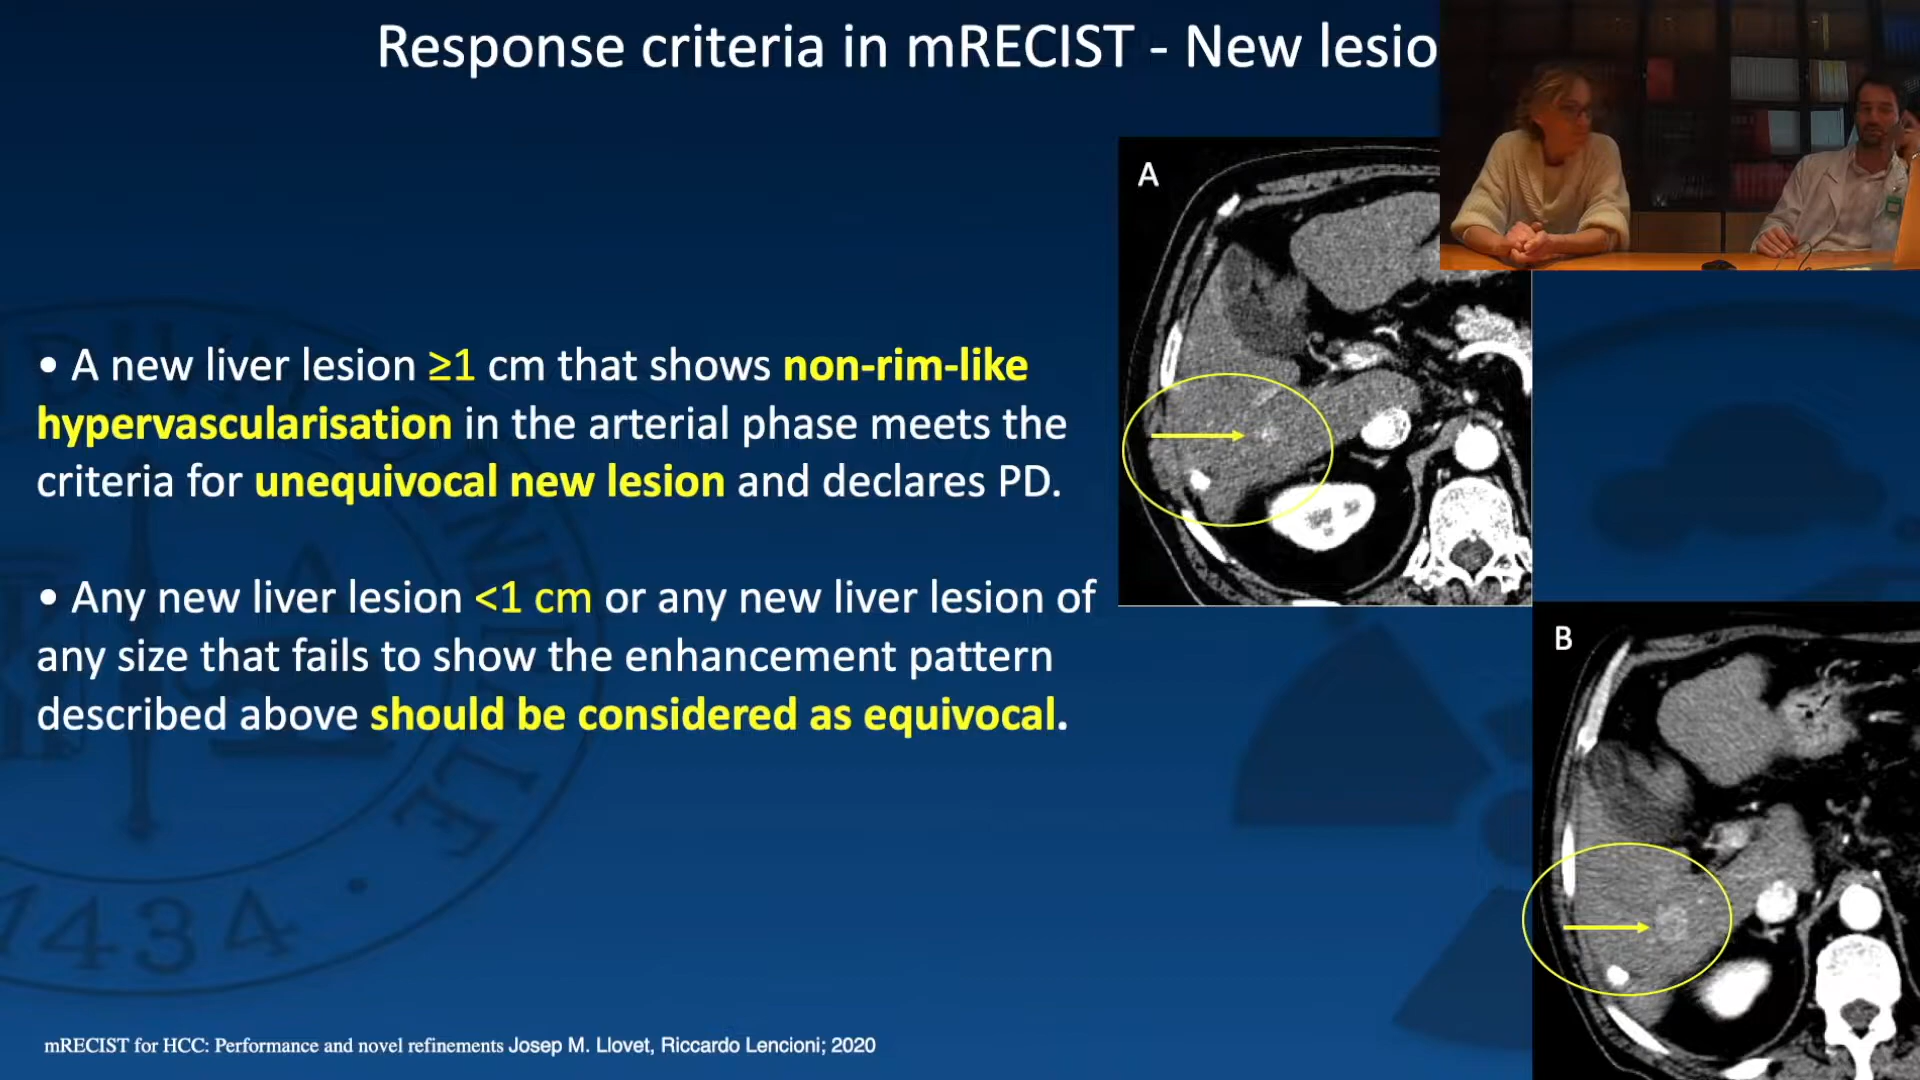 Response criteria in mRECIST - New lesio
A
• A new liver lesion ≥1 cm that shows non-rim-like
hypervascularisation in the arterial phase meets the
criteria for unequivocal new lesion and declares PD.
• Any new liver lesion <1 cm or any new liver lesion of
any size that fails to show the enhancement pattern
described above should be considered as equivocal.
B
1434
mRECIST for HCC: Performance and novel refinements Josep M. Llovet, Riccardo Lencioni; 2020